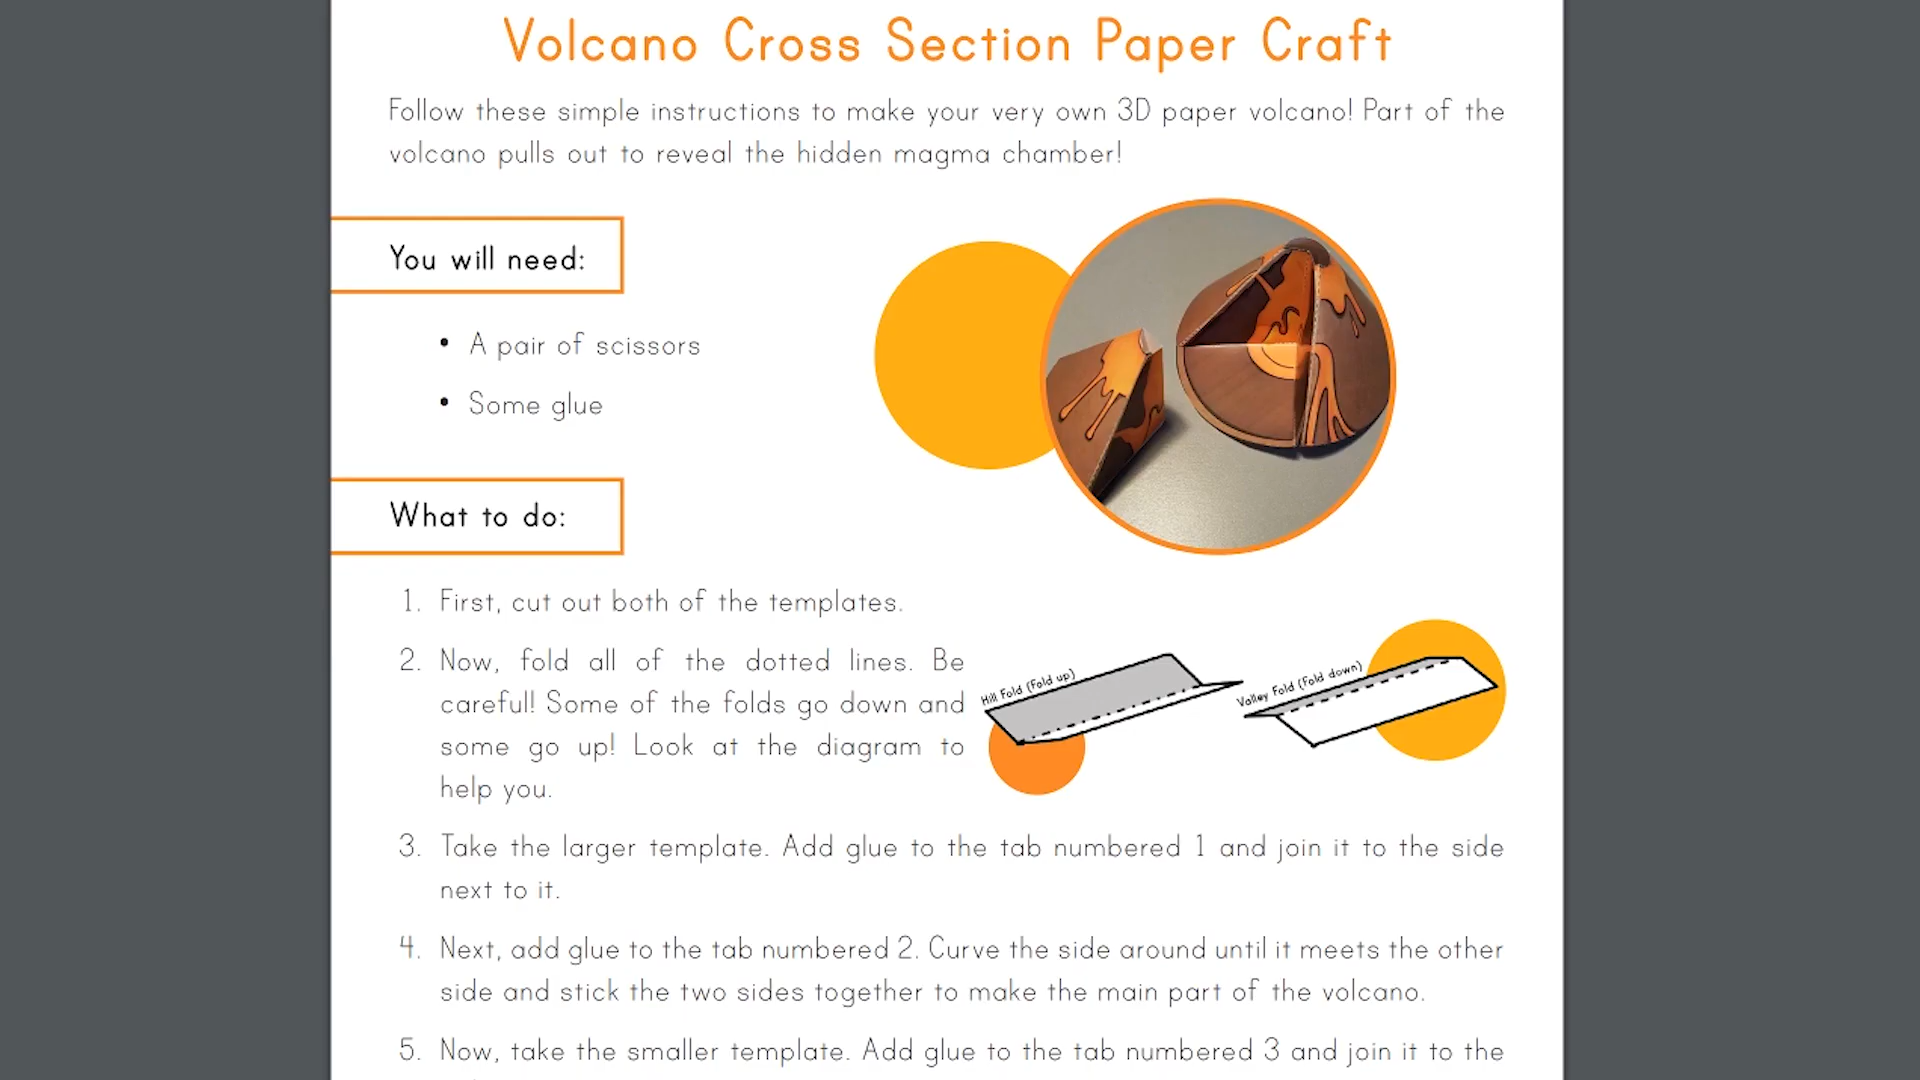 Volcano Cross Section Paper Craft
Follow these simple instructions to make your very own 3D paper volcano! Part of the
volcano pulls out to reveal the hidden magma chamber!
You will need:
• A pair of scissors
• Some glue
What to do:
1. First, cut out both of the templates.
2. Now, fold all of the dotted lines. Be
careful! Some of the folds go down and
some go up! Look at the diagram to
help you.
Hill Fold (Fold up)
Valley Fold (Fold down)
3. Take the larger template. Add glue to the tab numbered 1 and join it to the side
next to it.
4. Next, add glue to the tab numbered 2. Curve the side around until it meets the other
side and stick the two sides together to make the main part of the volcano.
5. Now, take the smaller template. Add glue to the tab numbered 3 and join it to the